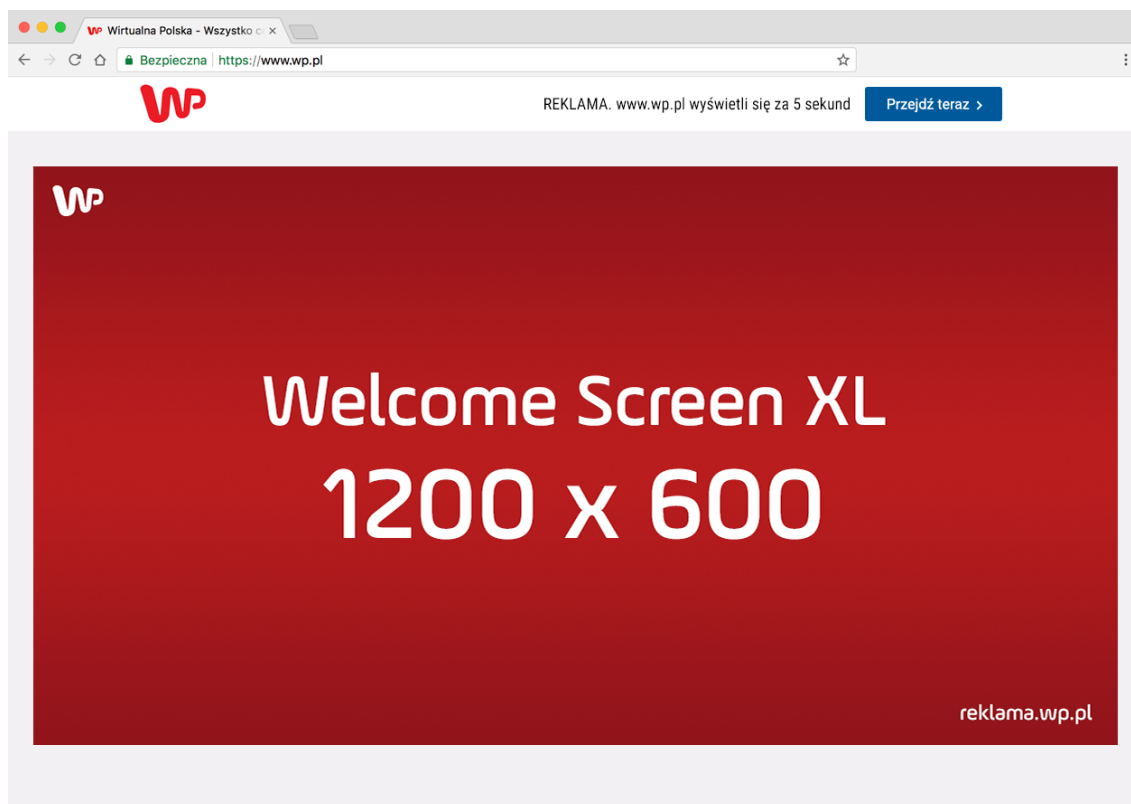 WP Wirtualna Polska - Wszystko c
Bezpieczna https://www.wp.pl
WP
REKLAMA. www.wp.pl wyświetli się za 5 sekund
Przejdź teraz >
WP
Welcome Screen XL
1200 x 600
reklama.wp.pl